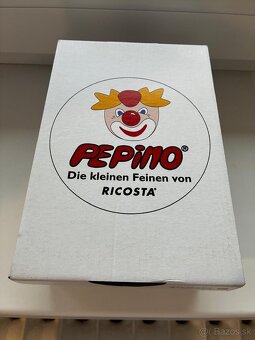 PEPINO®
Die kleinen Feinen von
RICOSTA
© Bazos.sk